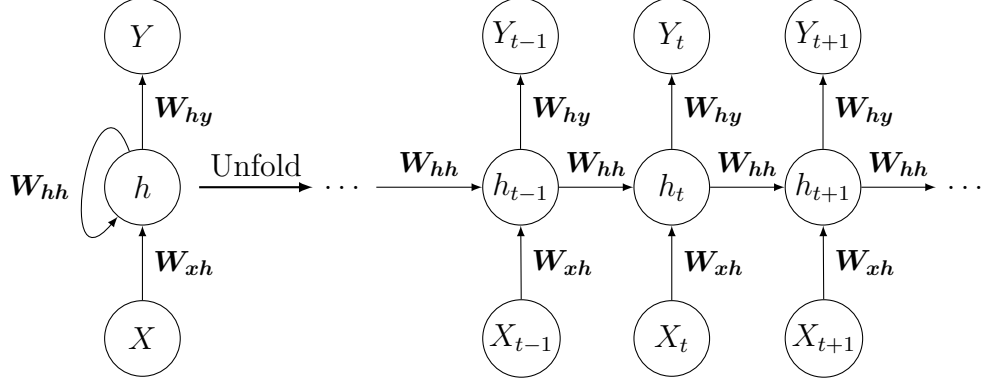 Y Y_{t−1} Y_t Y_{t+1}
W_{hy} W_{hy} W_{hy} W_{hy}
W_{hh} h Unfold ··· W_{hh} h_{t−1} W_{hh} h_t W_{hh} h_{t+1} W_{hh} ···
W_{xh} W_{xh} W_{xh} W_{xh}
X X_{t−1} X_t X_{t+1}